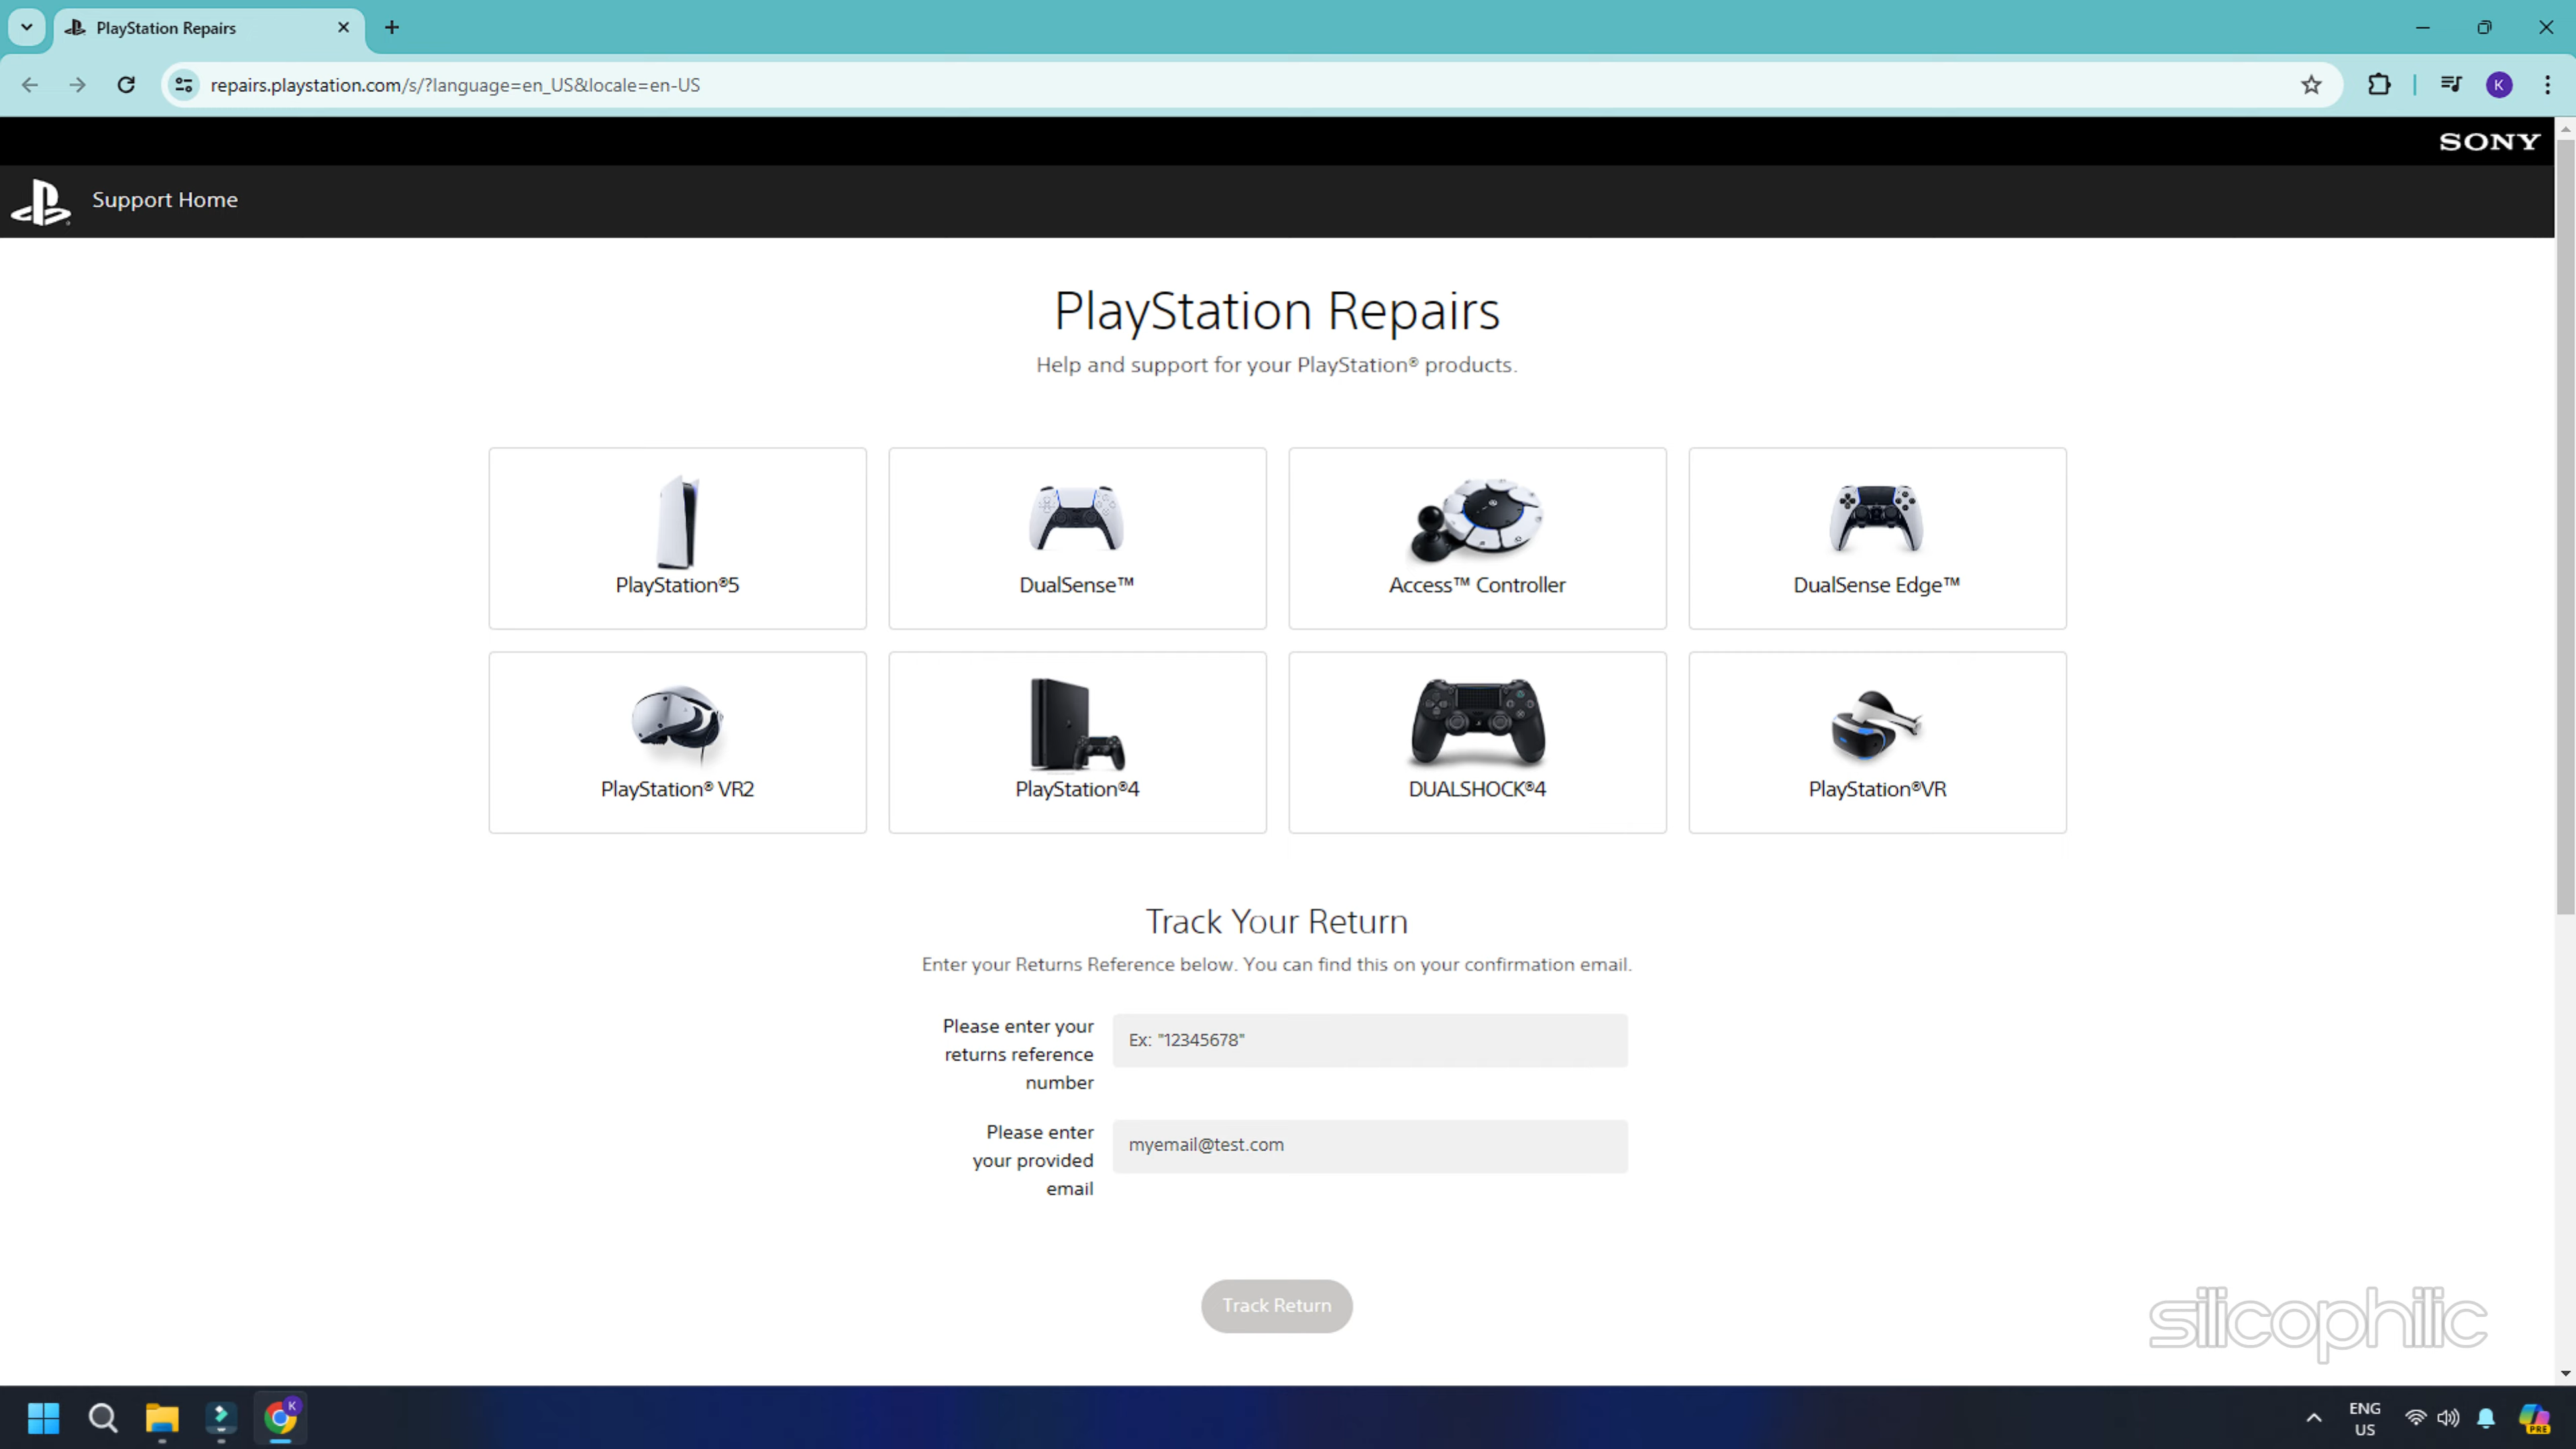 PlayStation Repairs
repairs.playstation.com/s/?language=en_US&locale=en-US
K
SONY
Support Home
PlayStation Repairs
Help and support for your PlayStation® products.
PlayStation®5
DualSense™
Access™ Controller
DualSense Edge™
PlayStation® VR2
PlayStation®4
DUALSHOCK®4
PlayStation®VR
Track Your Return
Enter your Returns Reference below. You can find this on your confirmation email.
Please enter your
returns reference
number
Ex: "12345678"
Please enter
your provided
email
myemail@test.com
Track Return
silicophilic
K
ENG
US
PRE